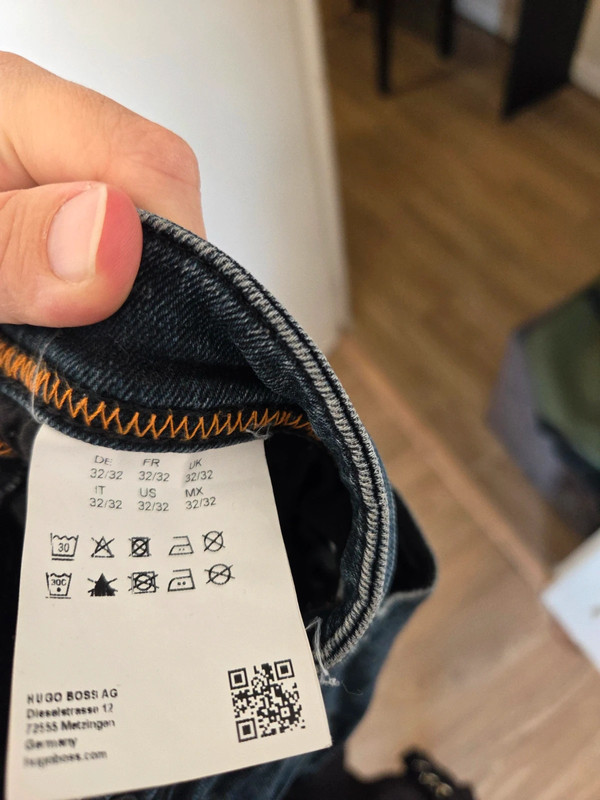 DE FR UK
32/32 32/32 32/32
IT US MX
32/32 32/32 32/32
30
30C
HUGO BOSS AG
Dieselstrasse 12
72555 Metzingen
Germany
hugoboss.com